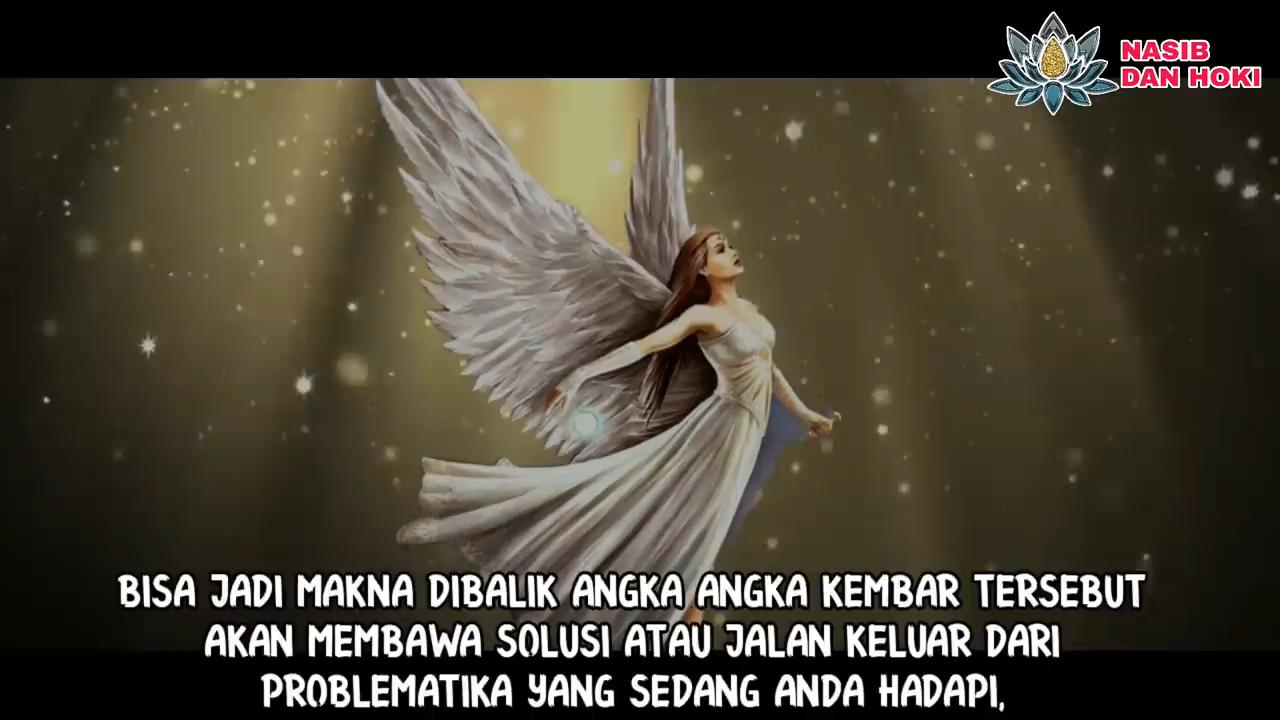 NASIB
DAN HOKI
BISA JADI MAKNA DIBALIK ANGKA ANGKA KEMBAR TERSEBUT
AKAN MEMBAWA SOLUSI ATAU JALAN KELUAR DARI
PROBLEMATIKA YANG SEDANG ANDA HADAPI,